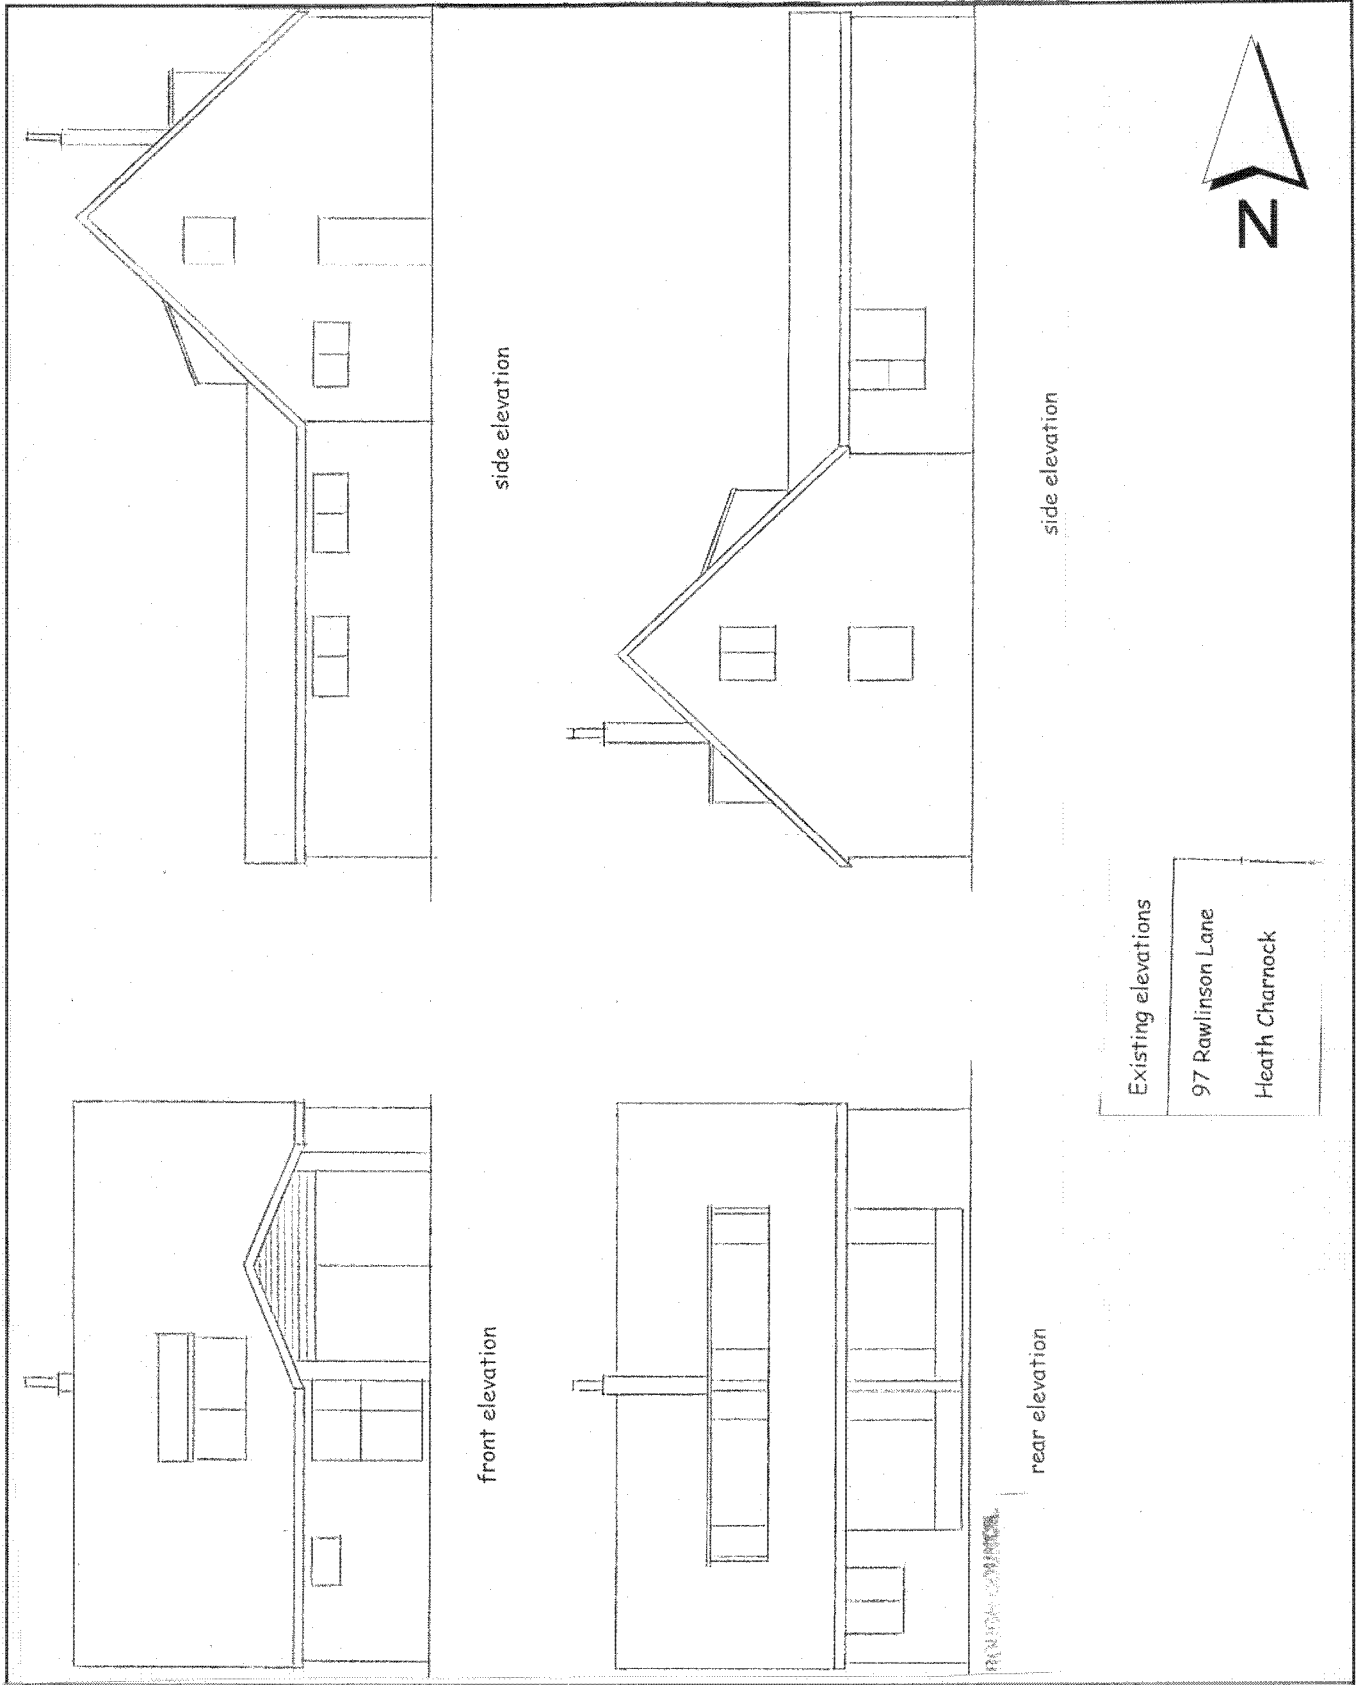 front elevation
side elevation
rear elevation
side elevation
Existing elevations
97 Rawlinson Lane
Heath Charnock
N